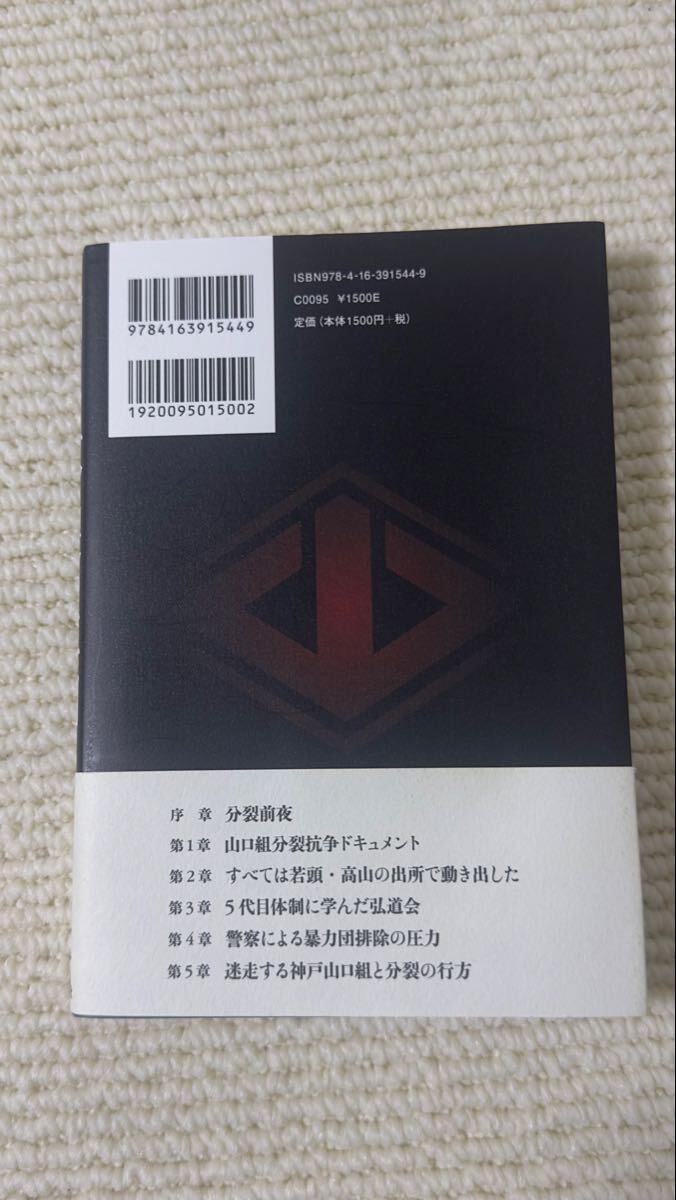 ISBN978-4-16-391544-9
C0095 ¥1500E
定価（本体1500円＋税）
9784163915449
1920095015002
序 章 分裂前夜
第1章 山口組分裂抗争ドキュメント
第2章 すべては若頭・高山の出所で動き出した
第3章 5代目体制に学んだ弘道会
第4章 警察による暴力団排除の圧力
第5章 迷走する神戸山口組と分裂の行方